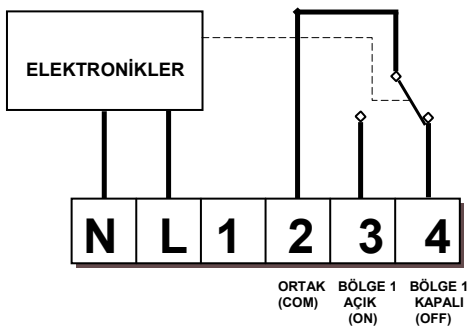 ELEKTRONİKLER
N L 1 2 3 4
ORTAK BÖLGE 1 BÖLGE 1
(COM) AÇIK KAPALI
(ON) (OFF)